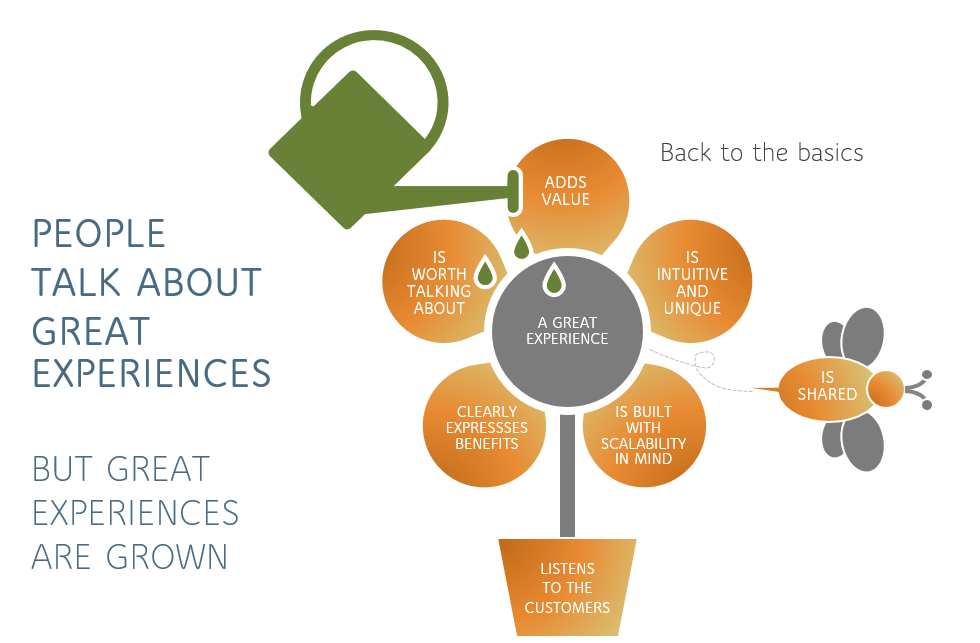 PEOPLE
TALK ABOUT
GREAT
EXPERIENCES
BUT GREAT
EXPERIENCES
ARE GROWN
Back to the basics
ADDS
VALUE
IS
WORTH
TALKING
ABOUT
IS
INTUITIVE
AND
UNIQUE
A GREAT
EXPERIENCE
CLEARLY
EXPRESSSES
BENEFITS
IS BUILT
WITH
SCALABILITY
IN MIND
IS
SHARED
LISTENS
TO THE
CUSTOMERS